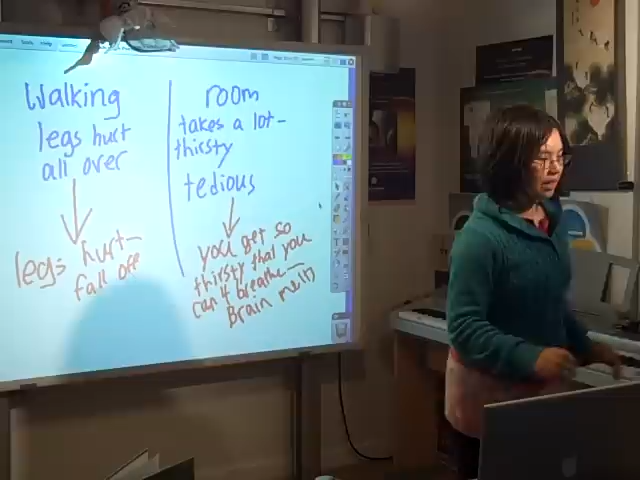 Walking
legs hurt
all over
legs hurt—
fall off
room
takes a lot—
thirsty
tedious
you get so
thirsty that you
can't breathe—
Brain melts